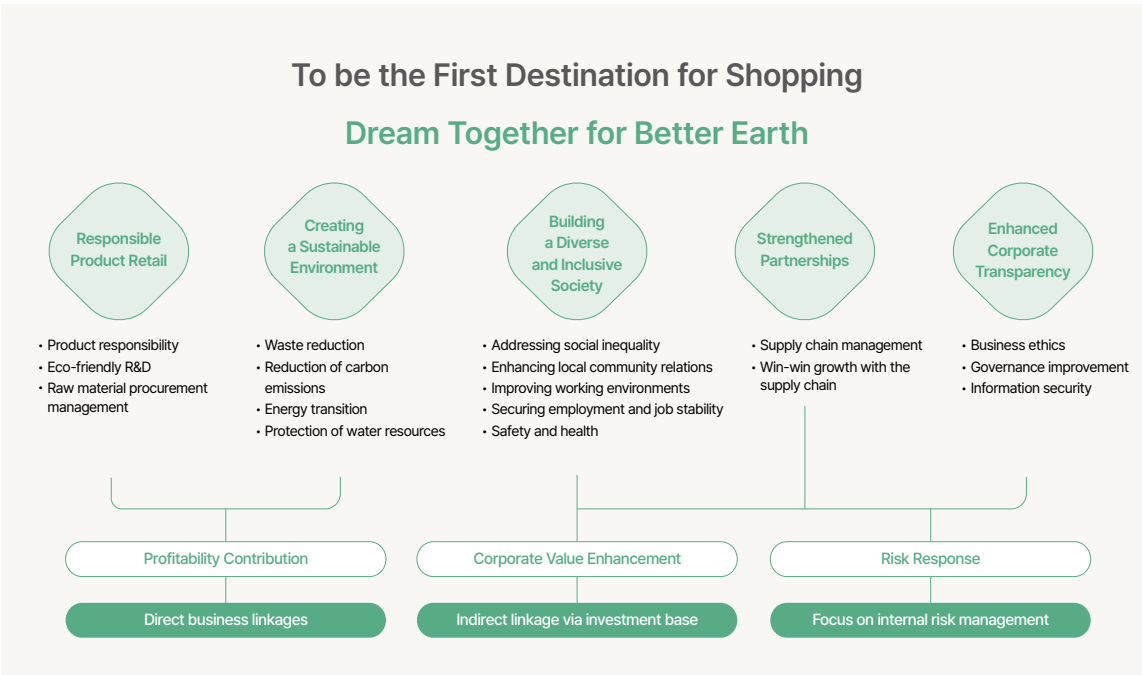 To be the First Destination for Shopping
Dream Together for Better Earth
Responsible
Product Retail
Creating
a Sustainable
Environment
Building
a Diverse
and Inclusive
Society
Strengthened
Partnerships
Enhanced
Corporate
Transparency
• Product responsibility
• Eco-friendly R&D
• Raw material procurement
management
• Waste reduction
• Reduction of carbon
emissions
• Energy transition
• Protection of water resources
• Addressing social inequality
• Enhancing local community relations
• Improving working environments
• Securing employment and job stability
• Safety and health
• Supply chain management
• Win-win growth with the
supply chain
• Business ethics
• Governance improvement
• Information security
Profitability Contribution
Corporate Value Enhancement
Risk Response
Direct business linkages
Indirect linkage via investment base
Focus on internal risk management